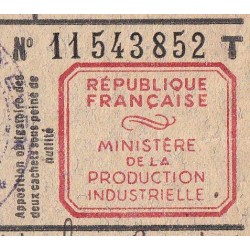 N° 11543852 T
RÉPUBLIQUE
FRANÇAISE
MINISTÈRE
DE LA
PRODUCTION
INDUSTRIELLE
Apposition obligatoire des
deux cachets sous peine de
nullité